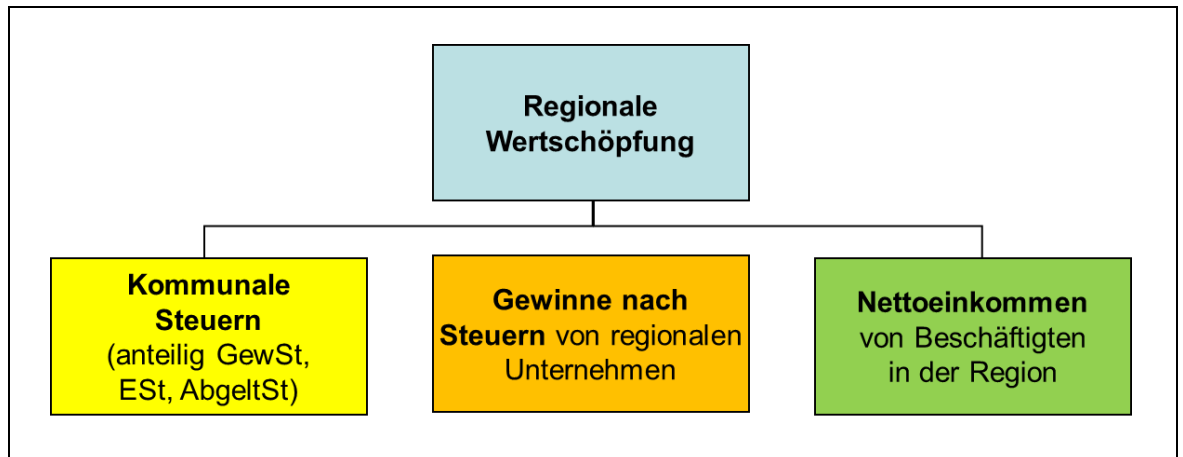 Regionale
Wertschöpfung
Kommunale
Steuern
(anteilig GewSt,
ESt, AbgeltSt)
Gewinne nach
Steuern von regionalen
Unternehmen
Nettoeinkommen
von Beschäftigten
in der Region